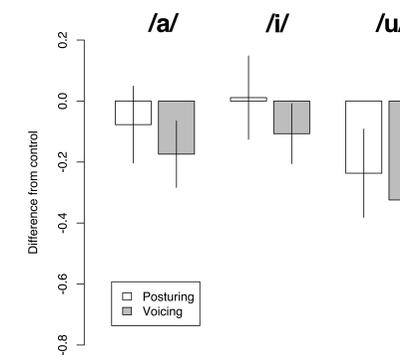 /a/ /i/ /u/
0.2
0.0
-0.2
-0.4
-0.6
-0.8
Difference from control
Posturing
Voicing